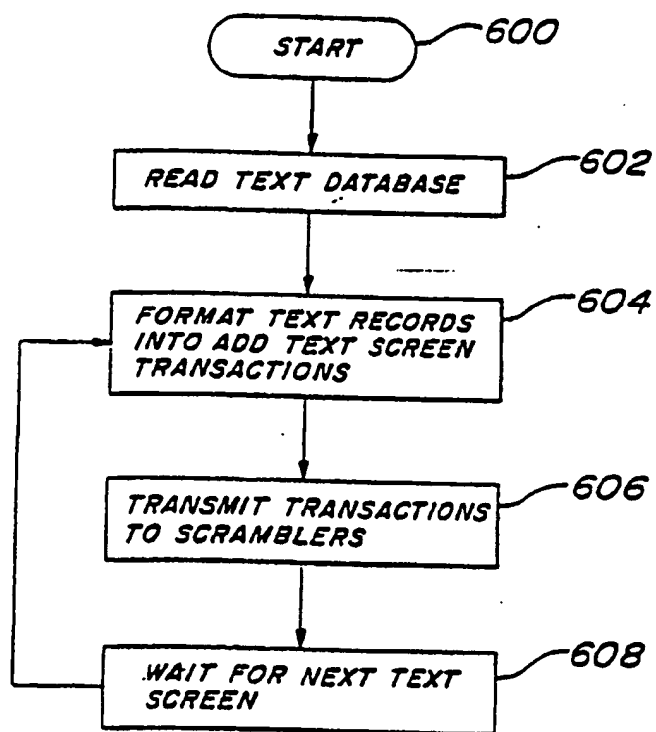 START
600
READ TEXT DATABASE
602
FORMAT TEXT RECORDS
INTO ADD TEXT SCREEN
TRANSACTIONS
604
TRANSMIT TRANSACTIONS
TO SCRAMBLERS
606
WAIT FOR NEXT TEXT
SCREEN
608